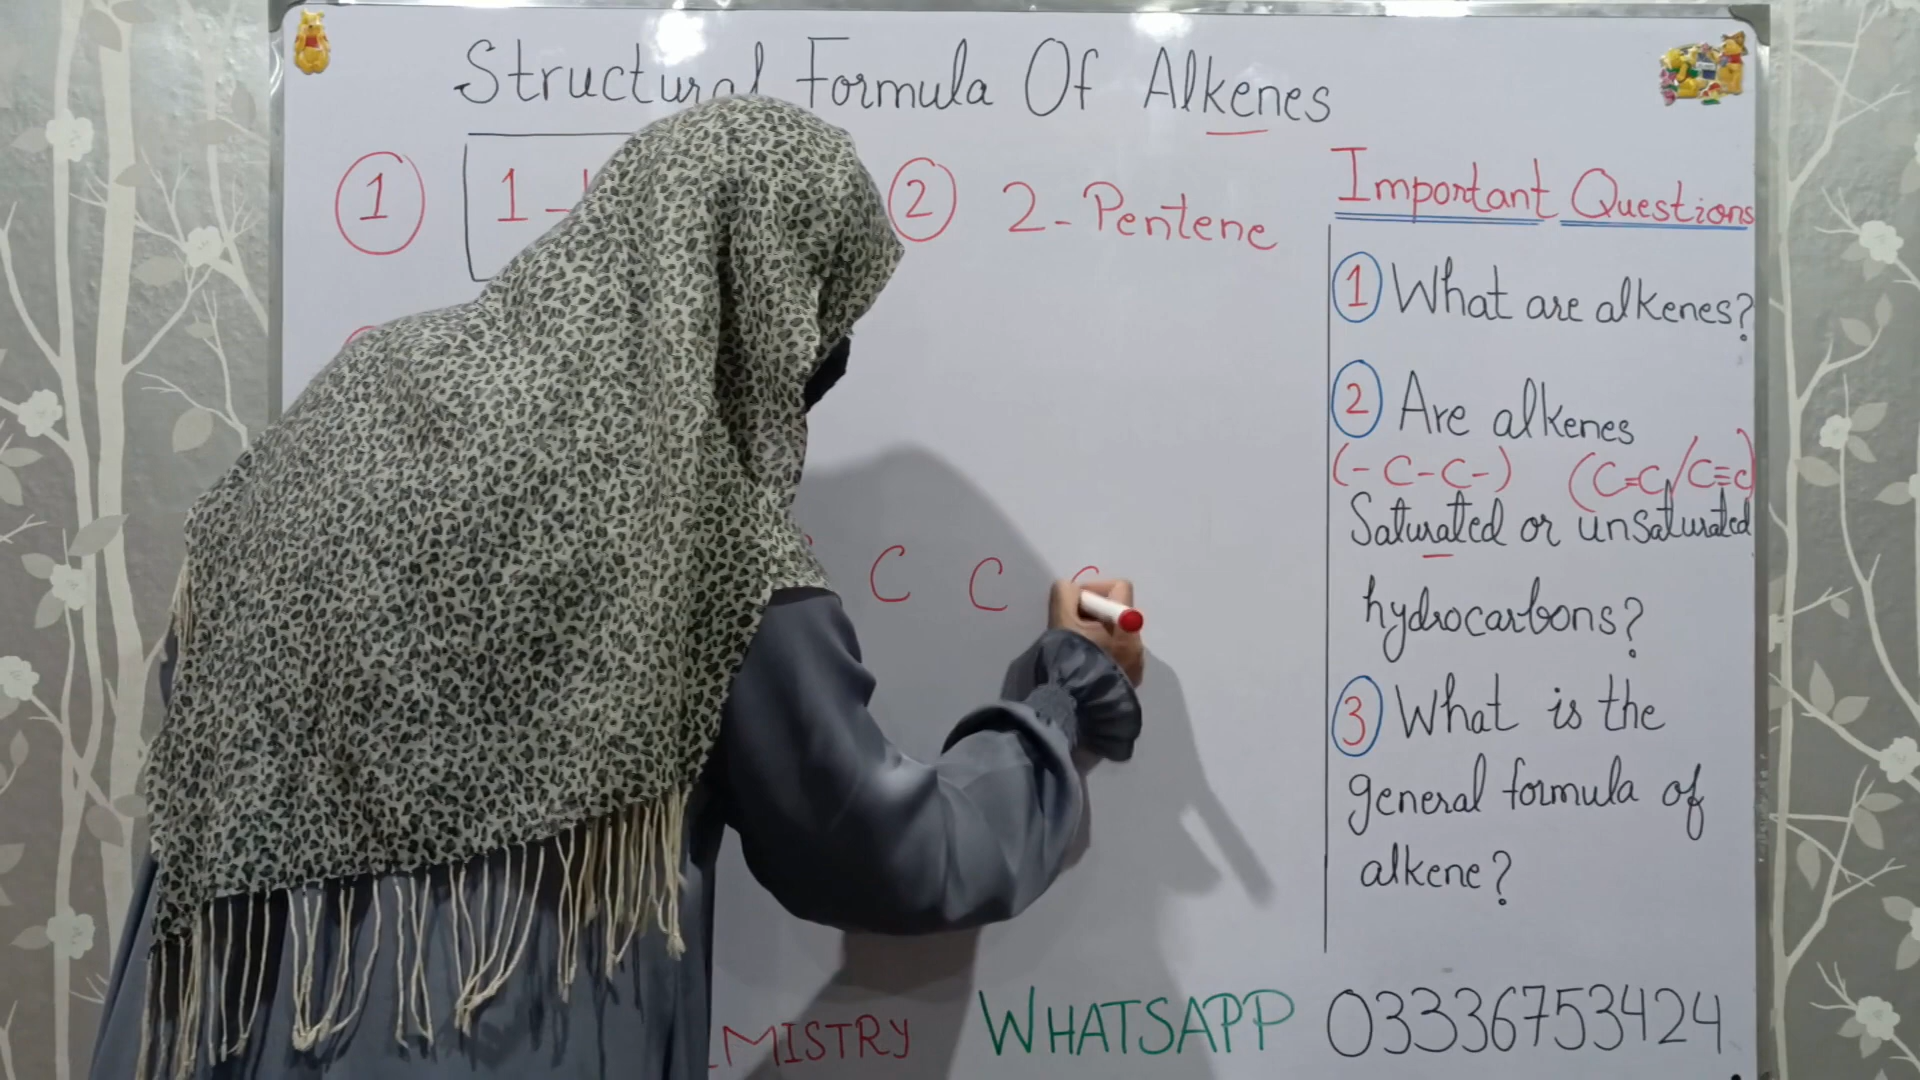 Structural Formula Of Alkenes
1 1-
2 2-Pentene
C C C
Important Questions
1 What are alkenes?
2 Are alkenes
(-C-C-) (C=C/C≡C)
Saturated or unsaturated
hydrocarbons?
3 What is the
general formula of
alkene?
MISTRY WHATSAPP 03336753424